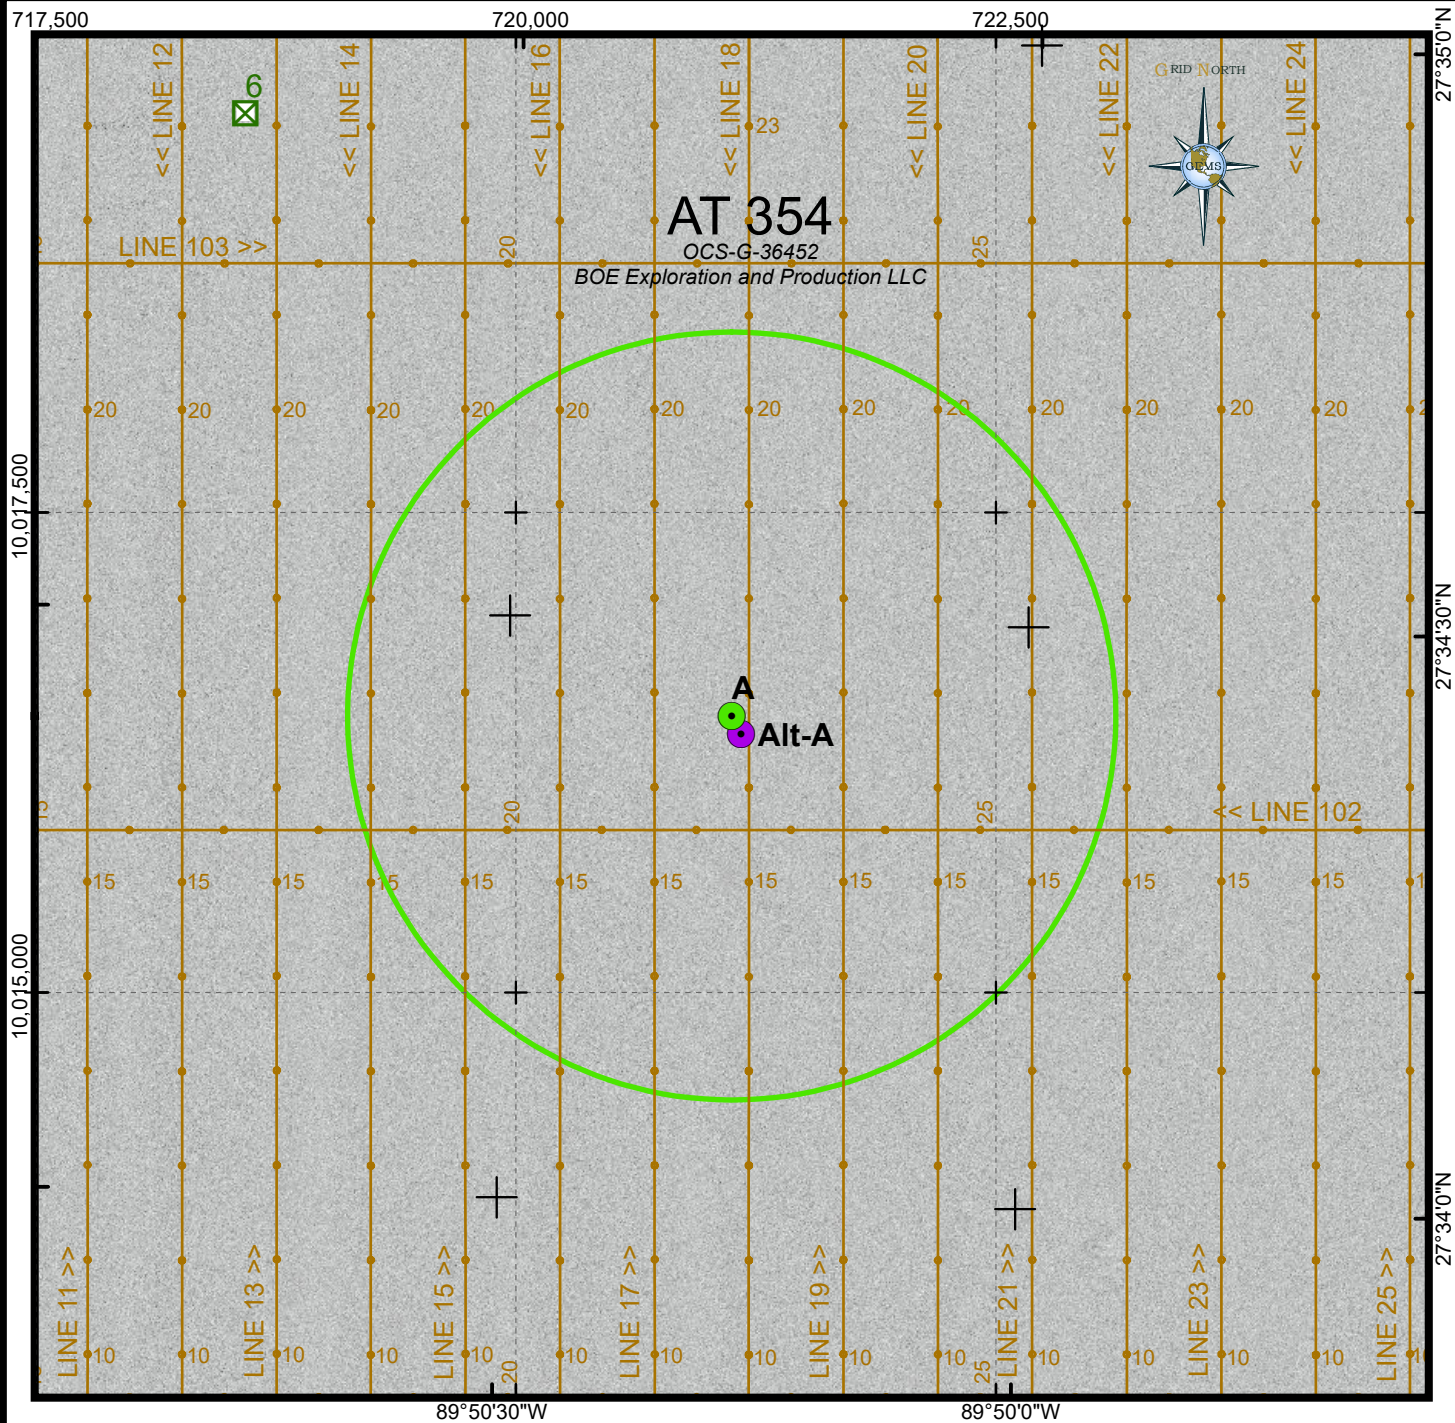 717,500
720,000
722,500
27°35'0"N
<< LINE 12
<< LINE 14
<< LINE 16
<< LINE 18
<< LINE 20
<< LINE 22
<< LINE 24
GRID NORTH
GEMS
6
23
AT 354
OCS-G-36452
BOE Exploration and Production LLC
LINE 103 >>
20
25
20
20
20
20
20
20
20
20
20
20
20
20
20
20
10,017,500
27°34'30"N
A
Alt-A
20
25
<< LINE 102
15
15
15
15
15
15
15
15
15
15
15
15
15
15
10,015,000
27°34'0"N
LINE 11 >>
LINE 13 >>
LINE 15 >>
LINE 17 >>
LINE 19 >>
LINE 21 >>
LINE 23 >>
LINE 25 >>
10
10
10
10
10
20
10
10
10
10
10
25
10
10
10
10
89°50'30"W
89°50'0"W